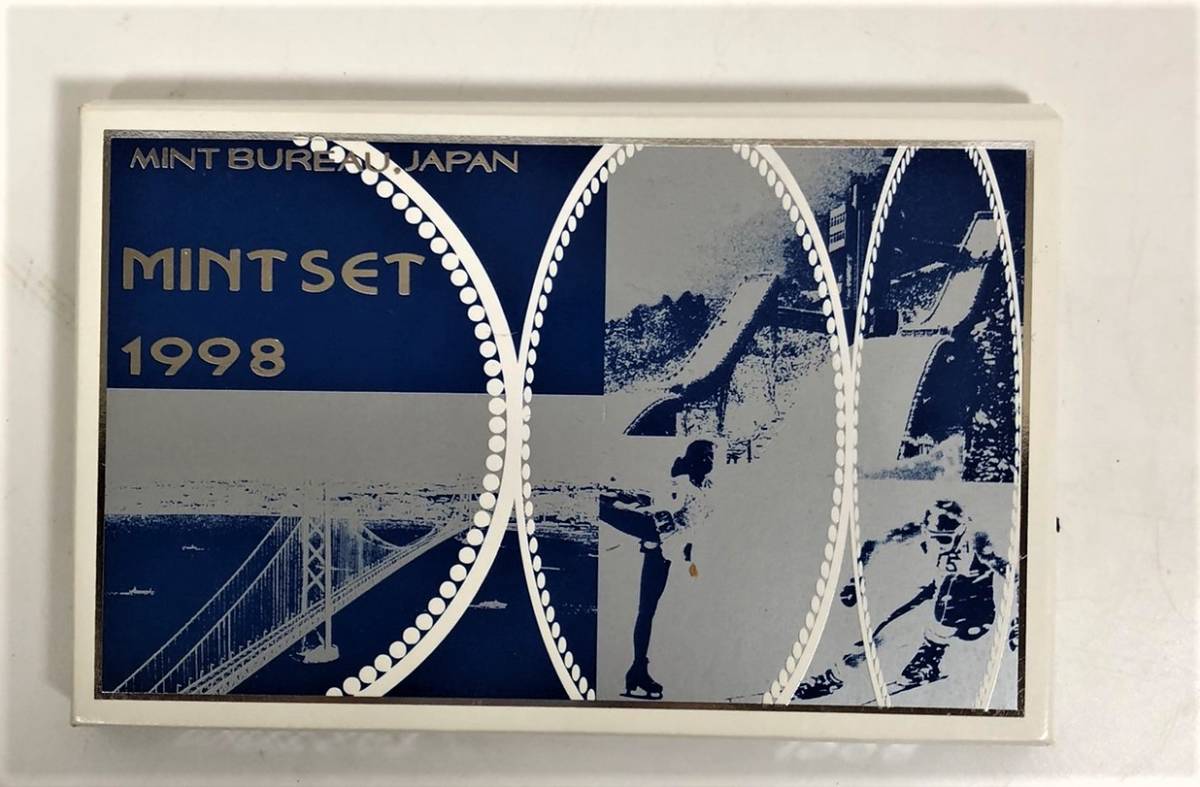 MINT BUREAU, JAPAN
MINT SET
1998